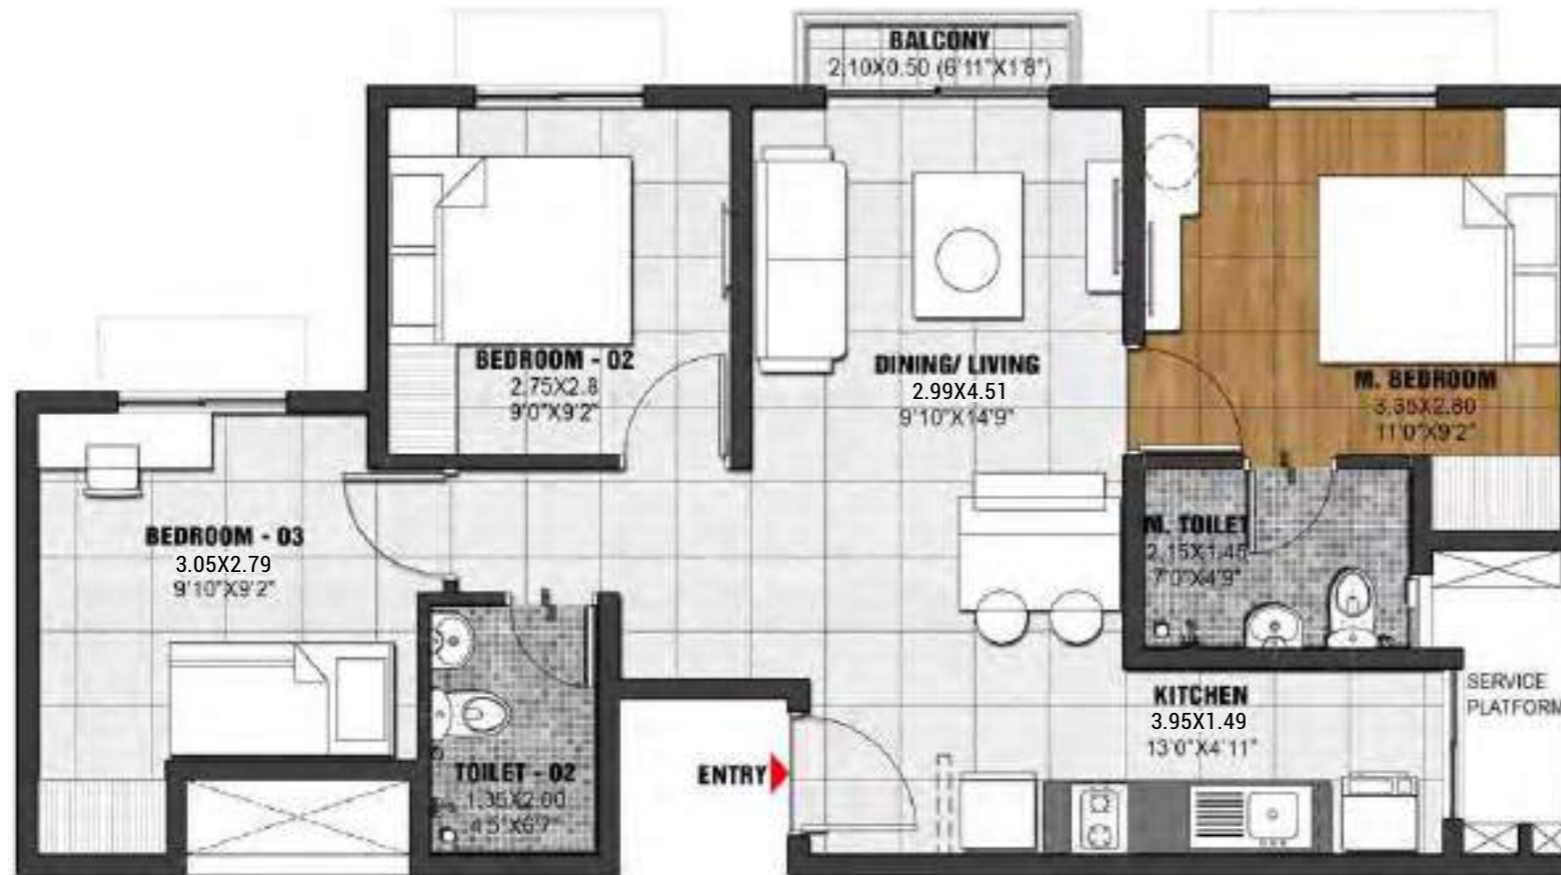 BALCONY
2.10X0.50 (6'11"X1'8")
BEDROOM - 02
2.75X2.8
9'0"X9'2"
DINING/ LIVING
2.99X4.51
9'10"X14'9"
M. BEDROOM
3.35X2.80
11'0"X9'2"
BEDROOM - 03
3.05X2.79
9'10"X9'2"
M. TOILET
2.15X1.45
7'0"X4'9"
KITCHEN
3.95X1.49
13'0"X4'11"
SERVICE
PLATFORM
TOILET - 02
1.35X2.00
4'5"X6'7"
ENTRY